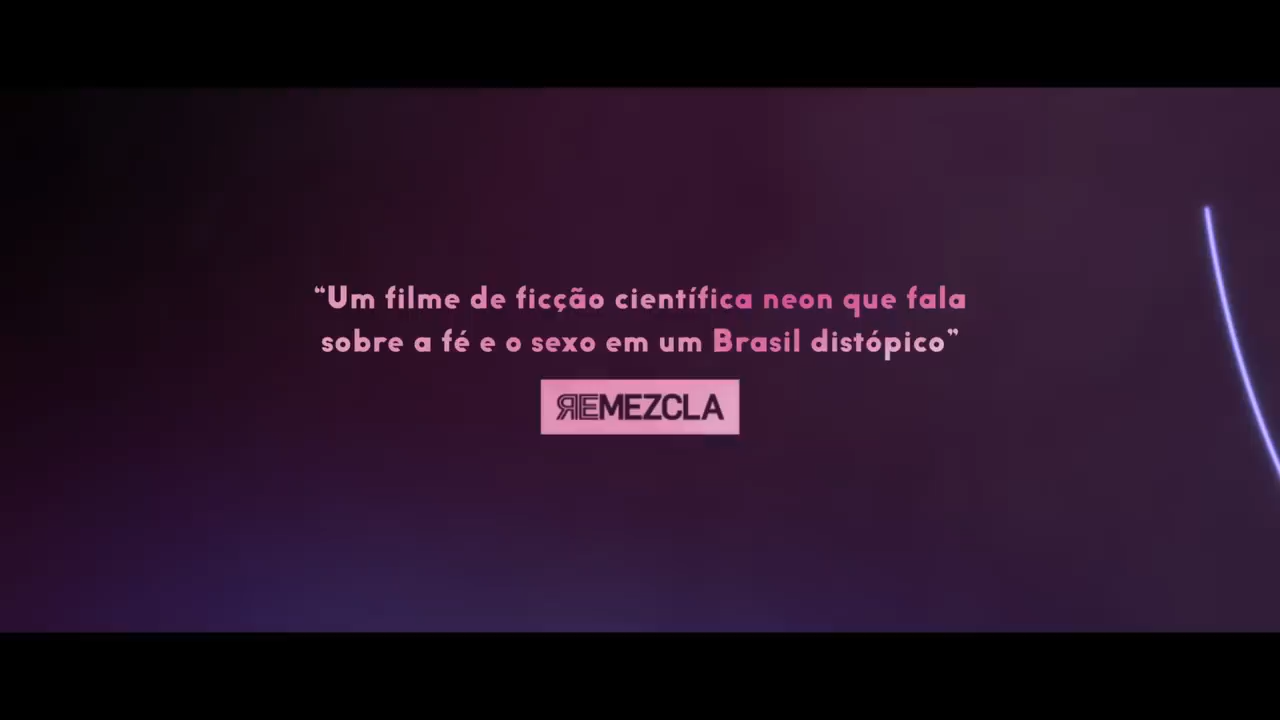 “Um filme de ficção científica neon que fala
sobre a fé e o sexo em um Brasil distópico”
REMEZCLA